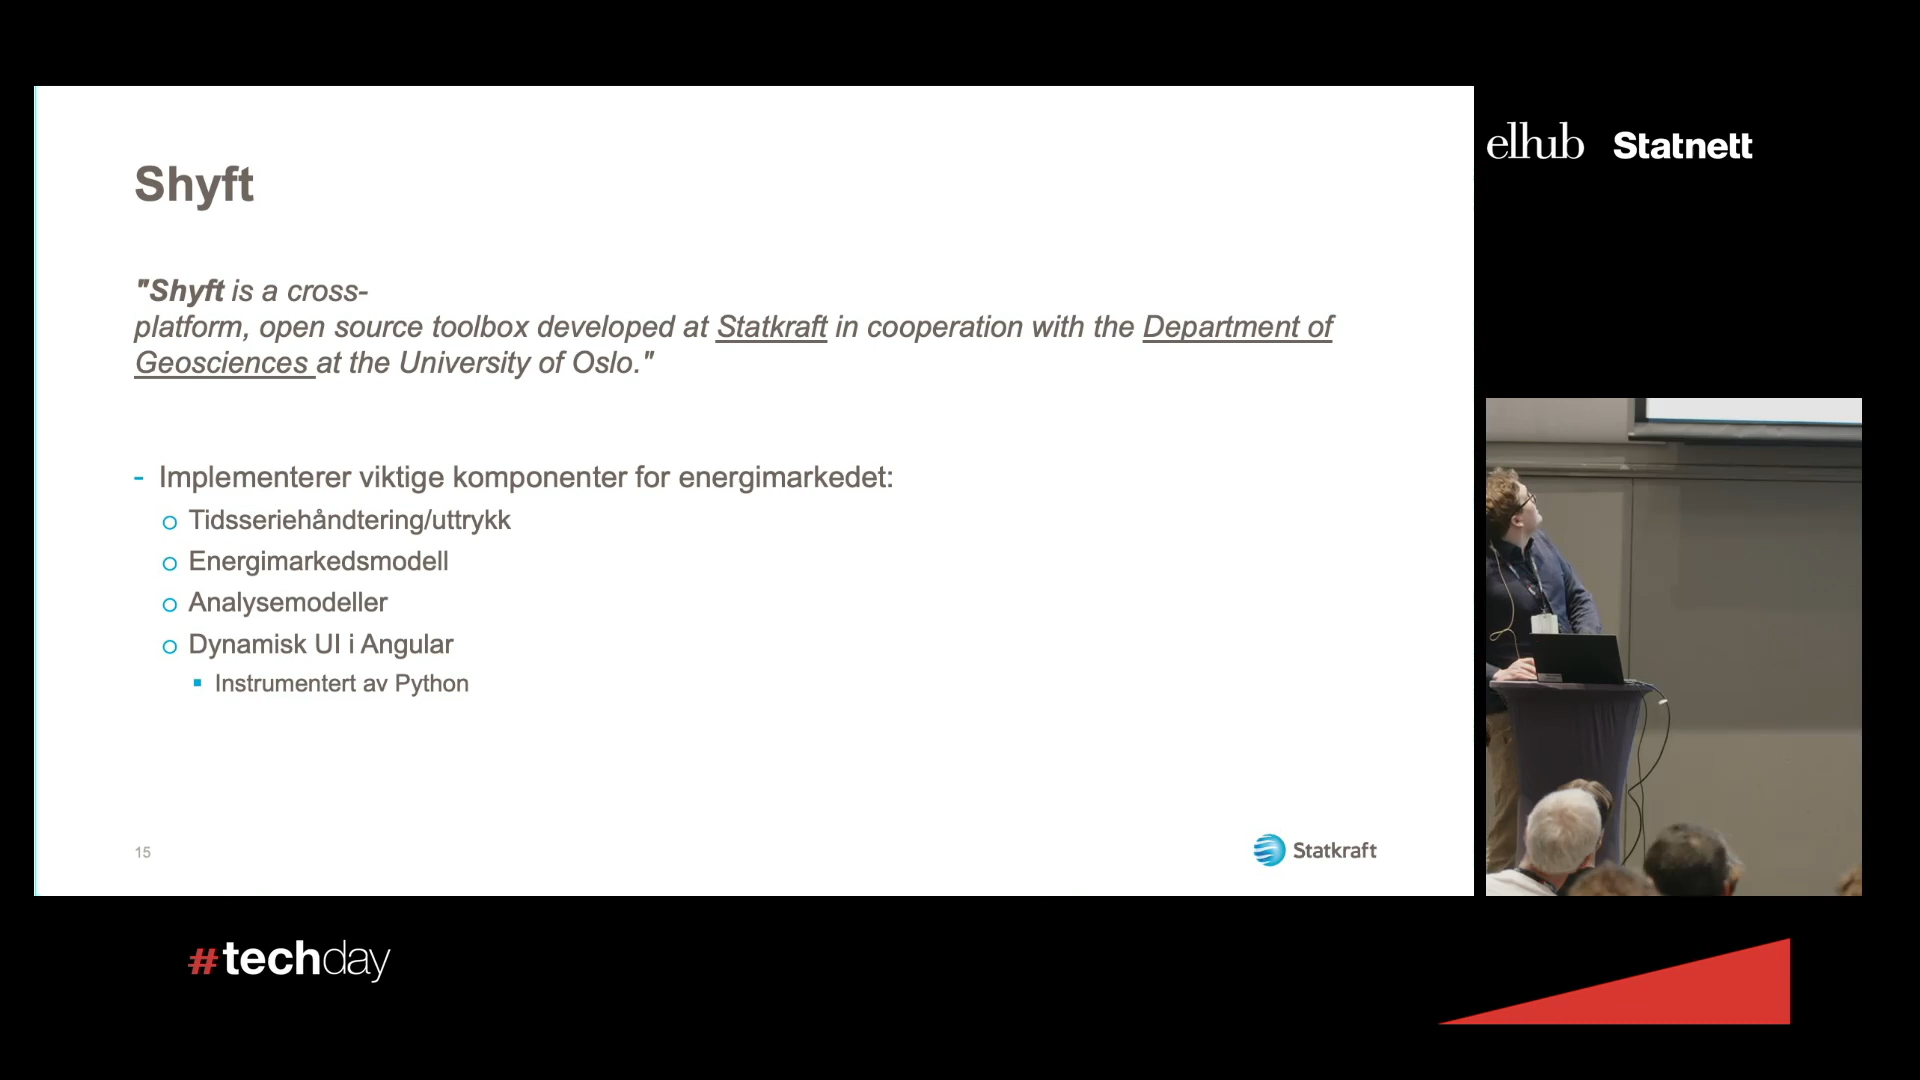 elhub Statnett
Shyft
"Shyft is a cross-
platform, open source toolbox developed at Statkraft in cooperation with the Department of
Geosciences at the University of Oslo."
- Implementerer viktige komponenter for energimarkedet:
o Tidsseriehåndtering/uttrykk
o Energimarkedsmodell
o Analysemodeller
o Dynamisk UI i Angular
▪ Instrumentert av Python
15
Statkraft
#techday